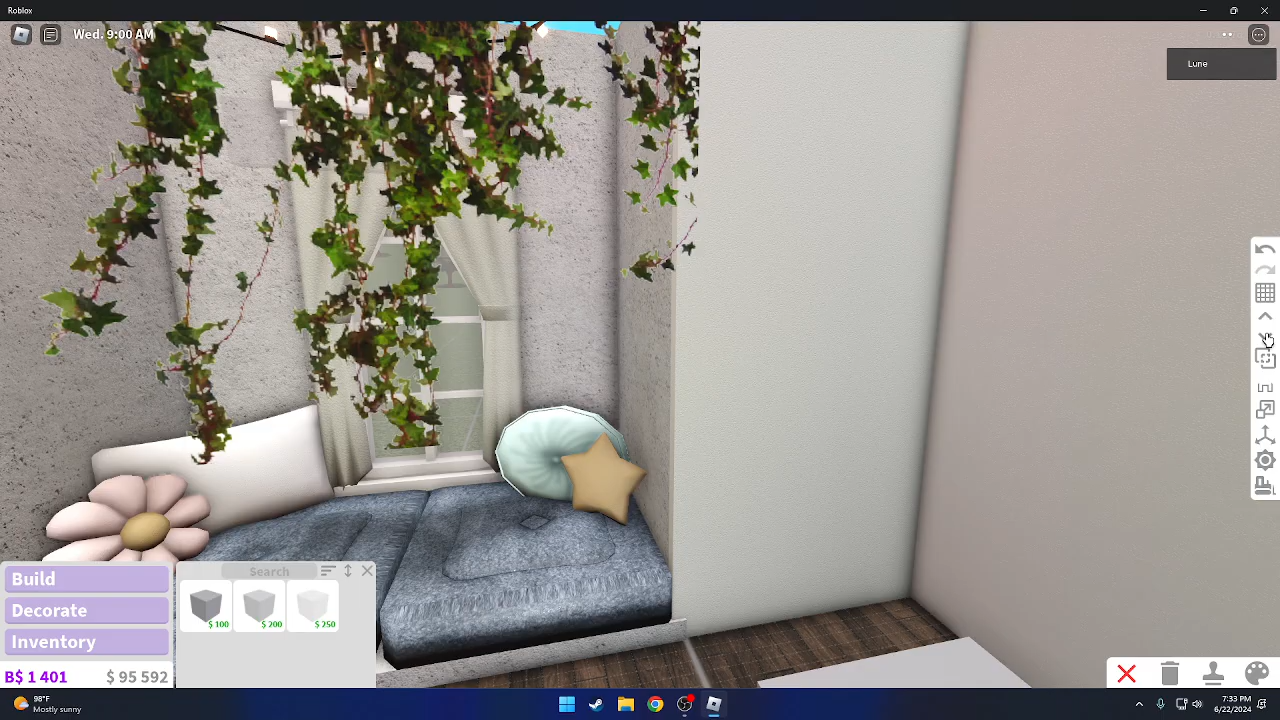 Roblox
Wed. 9:00 AM
Lune
Build
Decorate
Inventory
B$ 1 401
$ 95 592
Search
$ 100
$ 200
$ 250
98°F
Mostly sunny
7:33 PM
6/22/2024